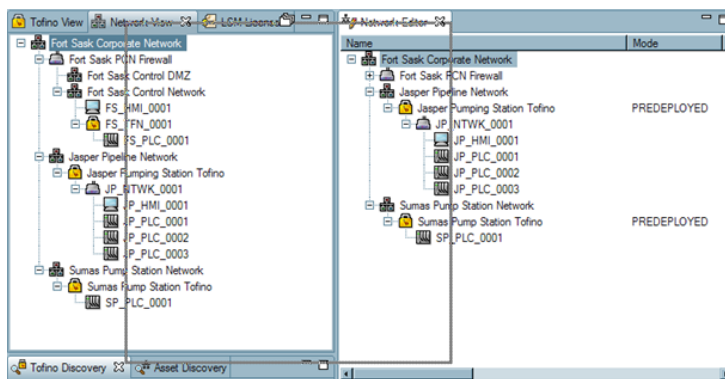 Tofino View Network View LSM License
Fort Sask Corporate Network
Fort Sask PCN Firewall
Fort Sask Control DMZ
Fort Sask Control Network
FS_HMI_0001
FS_TFN_0001
FS_PLC_0001
Jasper Pipeline Network
Jasper Pumping Station Tofino
JP_NTWK_0001
JP_HMI_0001
JP_PLC_0001
JP_PLC_0002
JP_PLC_0003
Sumas Pump Station Network
Sumas Pump Station Tofino
SP_PLC_0001
Tofino Discovery Asset Discovery
Network Editor
Name Mode
Fort Sask Corporate Network
Fort Sask PCN Firewall
Jasper Pipeline Network
Jasper Pumping Station Tofino PREDEPLOYED
JP_NTWK_0001
JP_HMI_0001
JP_PLC_0001
JP_PLC_0002
JP_PLC_0003
Sumas Pump Station Network
Sumas Pump Station Tofino PREDEPLOYED
SP_PLC_0001